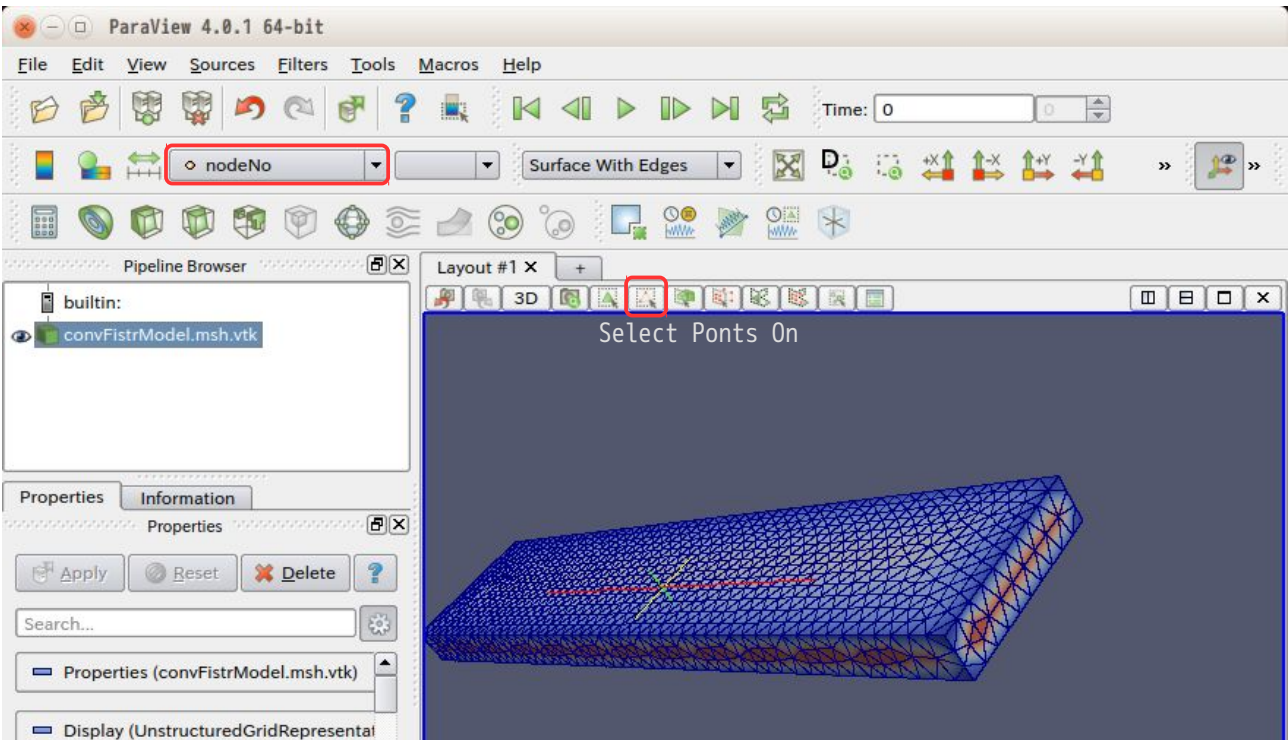 ParaView 4.0.1 64-bit
File Edit View Sources Filters Tools Macros Help
? Time: 0 0
nodeNo Surface With Edges D +X -X +Y -Y » »
Pipeline Browser Layout #1 X +
3D
builtin: Select Ponts On
convFistrModel.msh.vtk
Properties Information
Properties
Apply Reset Delete ?
Search...
Properties (convFistrModel.msh.vtk)
Display (UnstructuredGridRepresentat